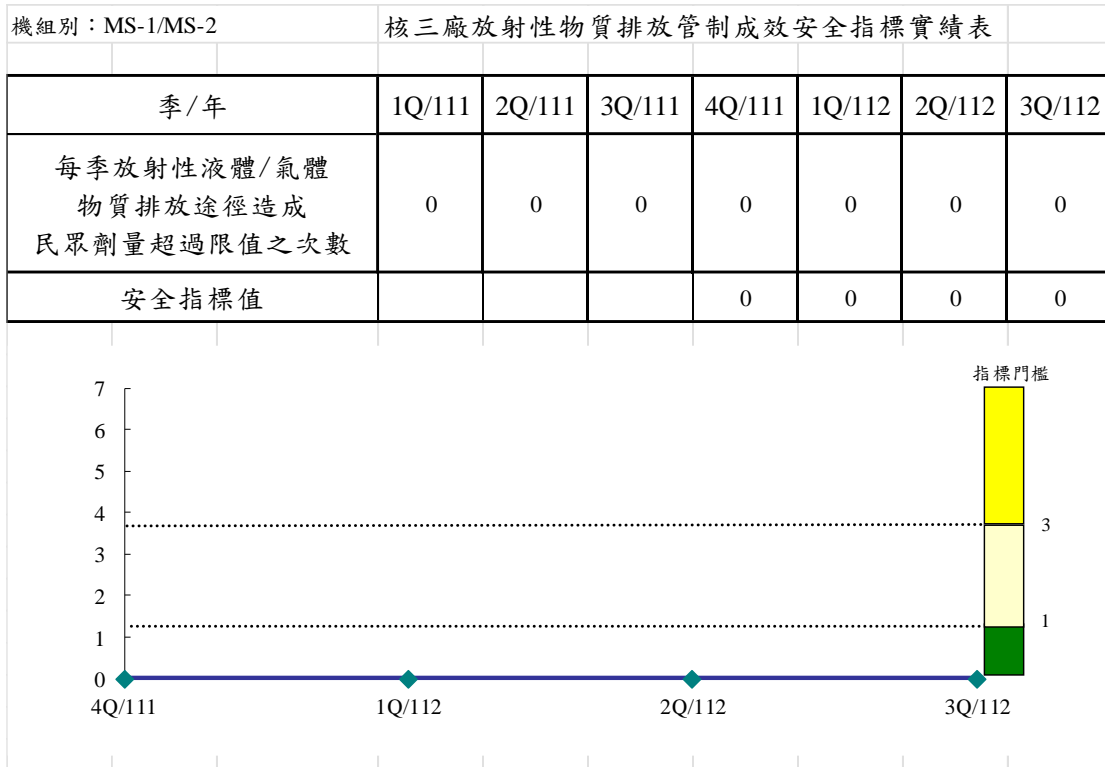 機組別：MS-1/MS-2 核三廠放射性物質排放管制成效安全指標實績表
季/年 1Q/111 2Q/111 3Q/111 4Q/111 1Q/112 2Q/112 3Q/112
每季放射性液體/氣體
物質排放途徑造成
民眾劑量超過限值之次數
0 0 0 0 0 0 0
安全指標值 0 0 0 0
指標門檻
7
6
5
4
3
3
2
1
1
0
4Q/111 1Q/112 2Q/112 3Q/112